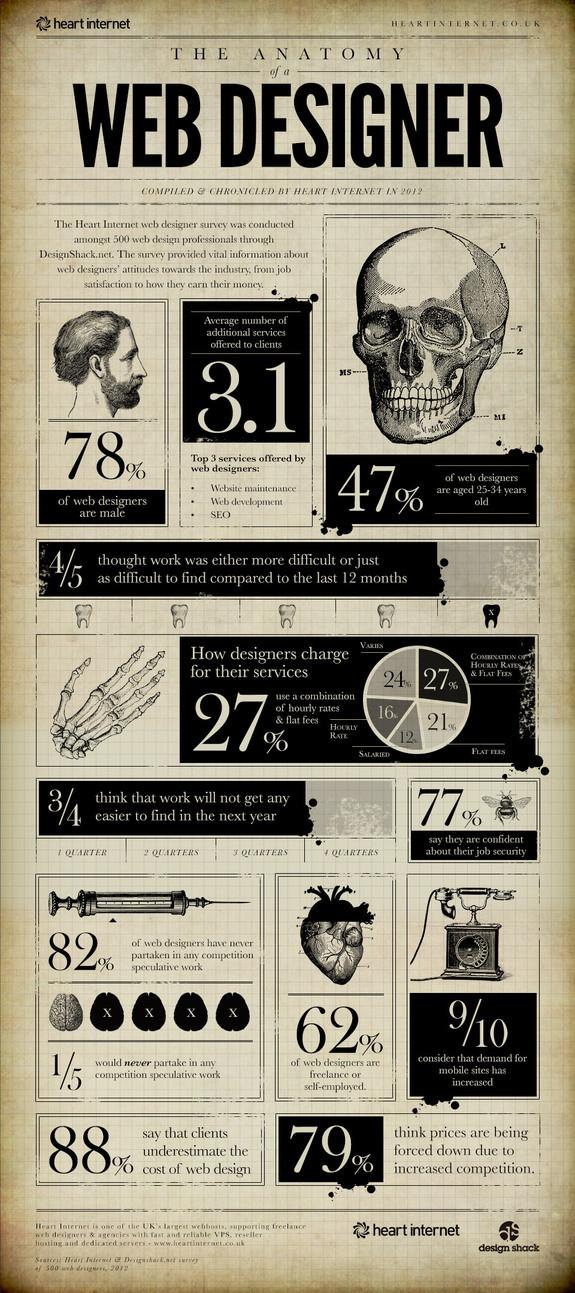 heart internet
HEARTINTERNET.CO.UK
THE ANATOMY
of a
WEB DESIGNER
COMPILED & CHRONICLED BY HEART INTERNET IN 2012
The Heart Internet web designer survey was conducted
amongst 500 web design professionals through
DesignShack.net. The survey provided vital information about
web designers' attitudes towards the industry, from job
satisfaction to how they earn their money.
78%
of web designers
are male
Average number of
additional services
offered to clients
3.1
Top 3 services offered by
web designers:
• Website maintenance
• Web development
• SEO
L
T
Z
MS
MI
47%
of web designers
are aged 25-34 years
old
4/5
thought work was either more difficult or just
as difficult to find compared to the last 12 months
X
How designers charge
for their services
27%
use a combination
of hourly rates
& flat fees
VARIES
24%
27%
COMBINATION OF
HOURLY RATES
& FLAT FEES
16%
12%
21%
HOURLY
RATE
SALARIED
FLAT FEES
3/4
think that work will not get any
easier to find in the next year
1 QUARTER
2 QUARTERS
3 QUARTERS
4 QUARTERS
77%
say they are confident
about their job security
82%
of web designers have never
partaken in any competition
speculative work
X X X X
1/5
would never partake in any
competition speculative work
62%
of web designers are
freelance or
self-employed.
9/10
consider that demand for
mobile sites has
increased
88%
say that clients
underestimate the
cost of web design
79%
think prices are being
forced down due to
increased competition.
Heart Internet is one of the UK's largest webhosts, supporting freelance
web designers & agencies with fast and reliable VPS, reseller
hosting and dedicated servers - www.heartinternet.co.uk
Sources: Heart Internet & Designshack.net survey
of 500 web designers, 2012
heart internet
design shack